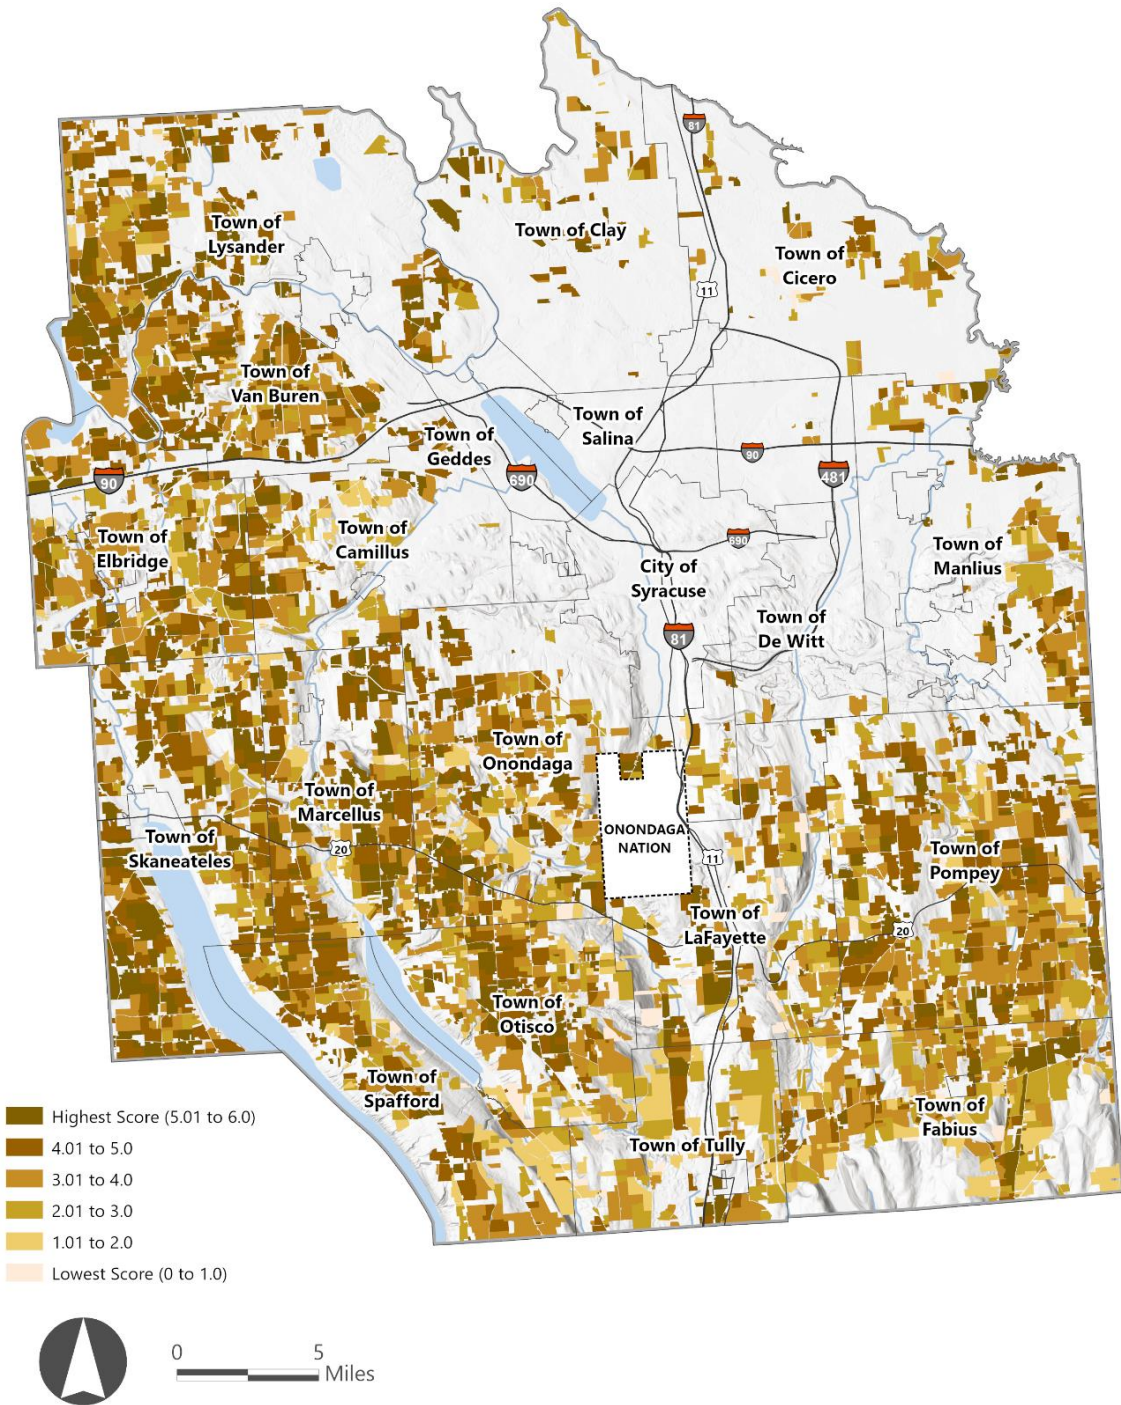 81
Town of
Lysander
Town of Clay
Town of
Cicero
11
Town of
Van Buren
Town of
Salina
Town of
Geddes
90
90
690
481
Town of
Elbridge
Town of
Camillus
690
Town of
Manlius
City of
Syracuse
Town of
De Witt
81
Town of
Onondaga
Town of
Marcellus
ONONDAGA
NATION
Town of
Skaneateles
20
11
Town of
Pompey
Town of
LaFayette
20
Town of
Otisco
Town of
Spafford
Town of
Fabius
Town of Tully
Highest Score (5.01 to 6.0)
4.01 to 5.0
3.01 to 4.0
2.01 to 3.0
1.01 to 2.0
Lowest Score (0 to 1.0)
0 5
Miles